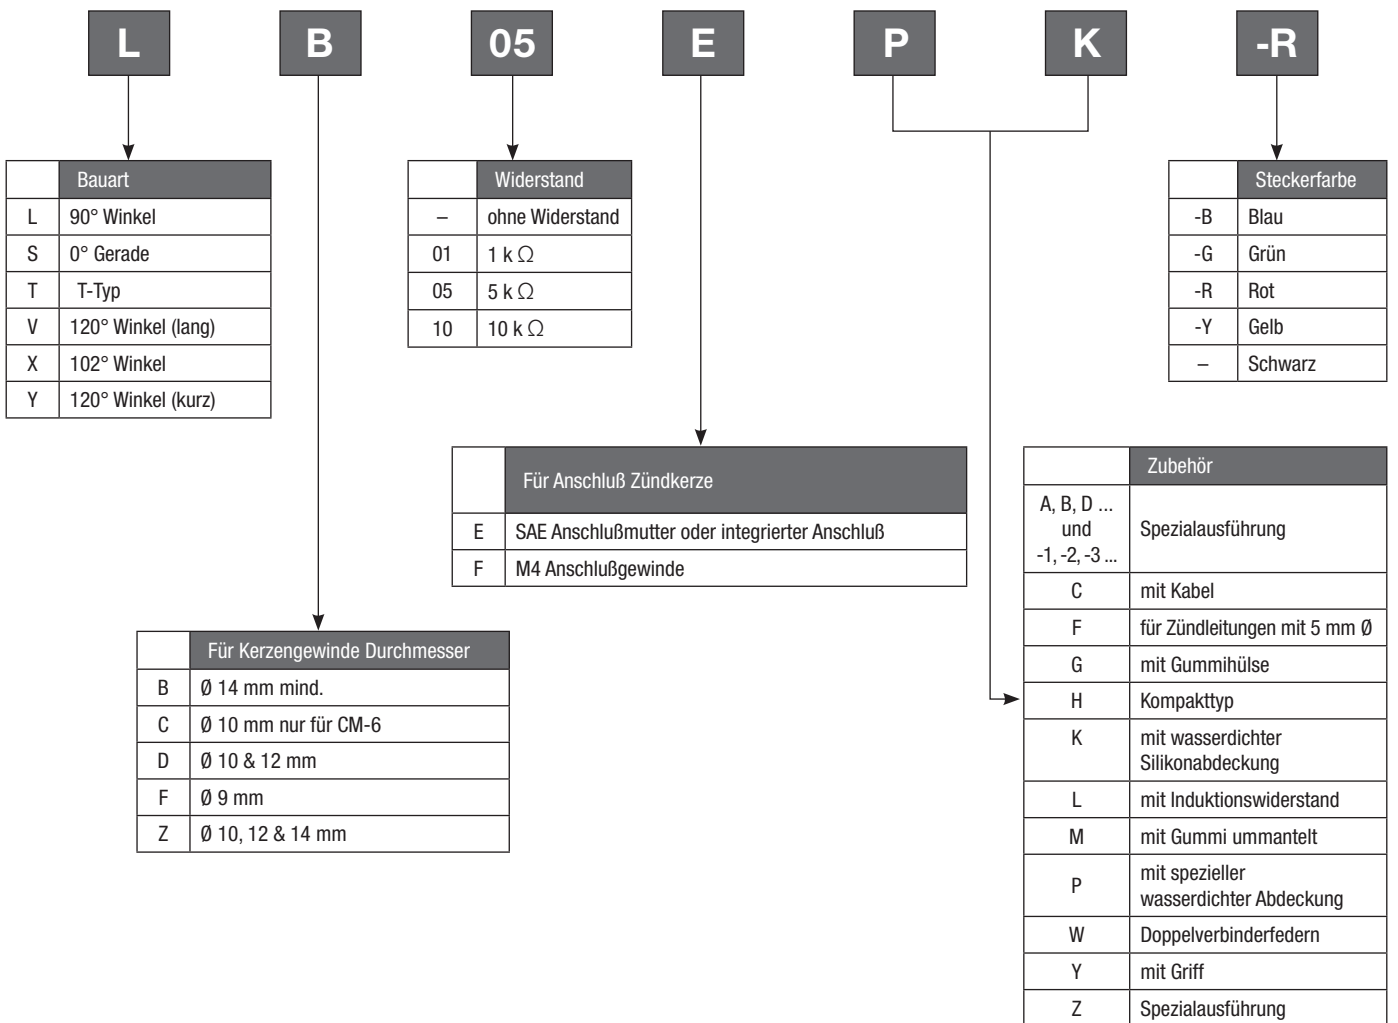 L B 05 E P K -R
Bauart
L 90° Winkel
S 0° Gerade
T T-Typ
V 120° Winkel (lang)
X 102° Winkel
Y 120° Winkel (kurz)
Widerstand
– ohne Widerstand
01 1 k Ω
05 5 k Ω
10 10 k Ω
Steckerfarbe
-B Blau
-G Grün
-R Rot
-Y Gelb
– Schwarz
Für Anschluß Zündkerze
E SAE Anschlußmutter oder integrierter Anschluß
F M4 Anschlußgewinde
Für Kerzengewinde Durchmesser
B Ø 14 mm mind.
C Ø 10 mm nur für CM-6
D Ø 10 & 12 mm
F Ø 9 mm
Z Ø 10, 12 & 14 mm
Zubehör
A, B, D ...
und
-1, -2, -3 ...
Spezialausführung
C mit Kabel
F für Zündleitungen mit 5 mm Ø
G mit Gummihülse
H Kompakttyp
K mit wasserdichter
Silikonabdeckung
L mit Induktionswiderstand
M mit Gummi ummantelt
P mit spezieller
wasserdichter Abdeckung
W Doppelverbinderfedern
Y mit Griff
Z Spezialausführung